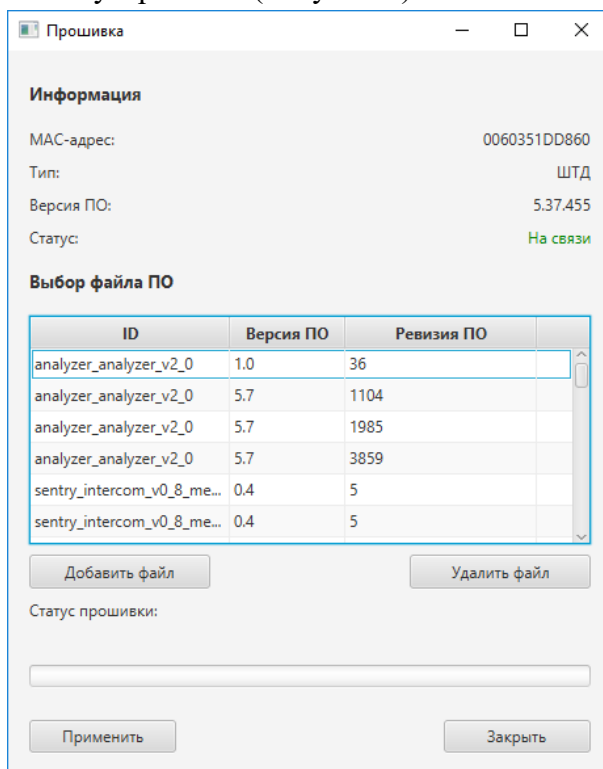 Прошивка
Информация
MAC-адрес: 0060351DD860
Тип: ШТД
Версия ПО: 5.37.455
Статус: На связи
Выбор файла ПО
ID Версия ПО Ревизия ПО
analyzer_analyzer_v2_0 1.0 36
analyzer_analyzer_v2_0 5.7 1104
analyzer_analyzer_v2_0 5.7 1985
analyzer_analyzer_v2_0 5.7 3859
sentry_intercom_v0_8_me... 0.4 5
sentry_intercom_v0_8_me... 0.4 5
Добавить файл Удалить файл
Статус прошивки:
Применить Закрыть